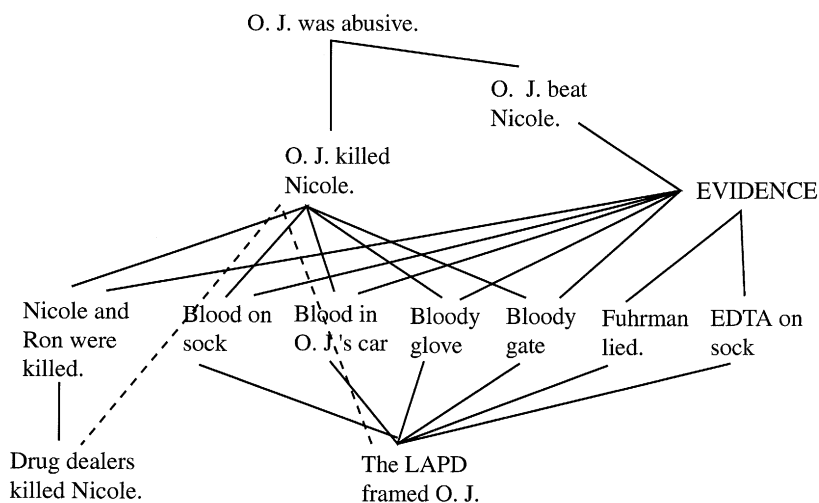 O. J. was abusive.
O. J. beat
Nicole.
O. J. killed
Nicole.
EVIDENCE
Nicole and
Ron were
killed.
Blood on
sock
Blood in
O. J.'s car
Bloody
glove
Bloody
gate
Fuhrman
lied.
EDTA on
sock
Drug dealers
killed Nicole.
The LAPD
framed O. J.